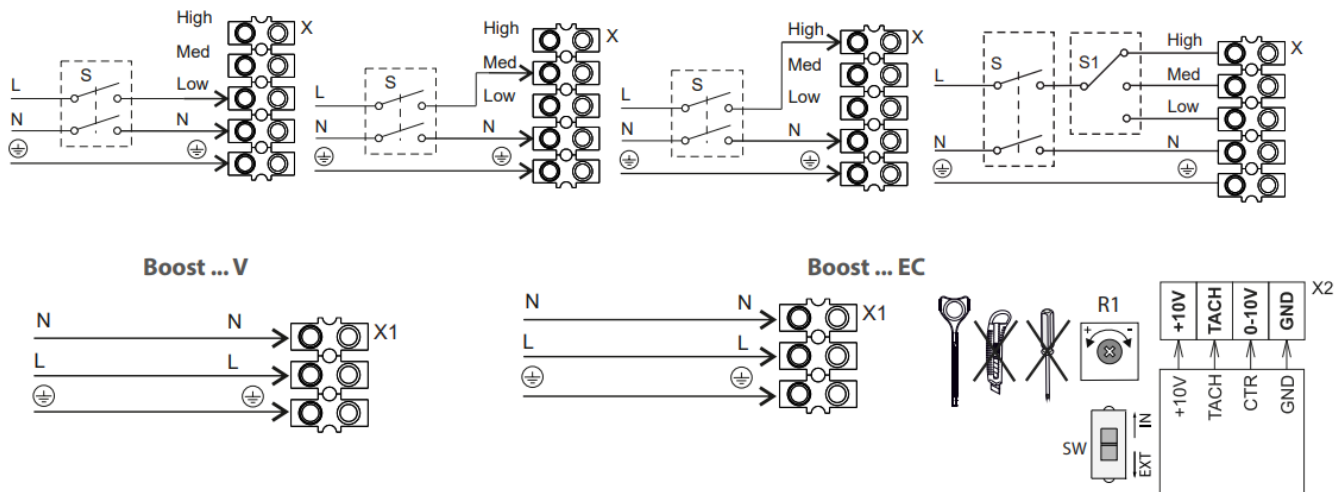 High
X
Med
S
L
Low
N
N
High
X
Med
S
L
Low
N
N
High
X
Med
S
L
Low
N
N
High
X
S
S1
L
Med
Low
N
N
Boost ... V
N
N
X1
L
L
Boost ... EC
N
N
X1
L
L
R1
+ -
SW
IN
EXT
X2
+10V
TACH
0-10V
GND
+10V
TACH
CTR
GND